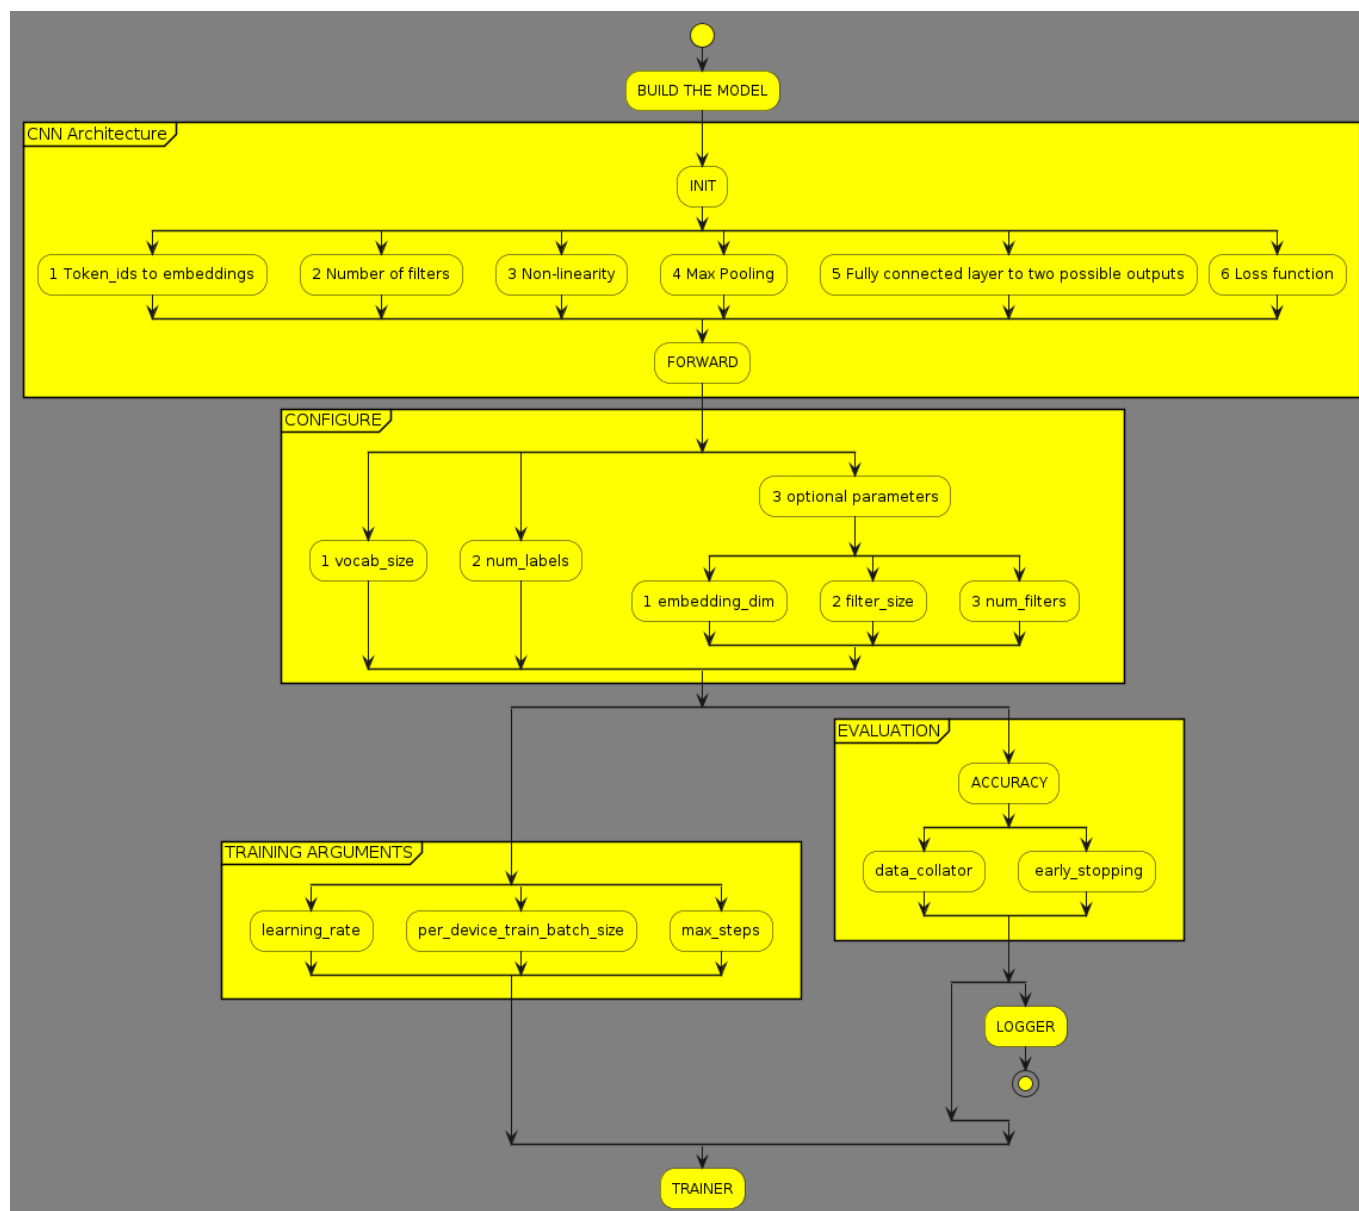 BUILD THE MODEL
CNN Architecture
INIT
1 Token_ids to embeddings
2 Number of filters
3 Non-linearity
4 Max Pooling
5 Fully connected layer to two possible outputs
6 Loss function
FORWARD
CONFIGURE
3 optional parameters
1 vocab_size
2 num_labels
1 embedding_dim
2 filter_size
3 num_filters
EVALUATION
ACCURACY
data_collator
early_stopping
TRAINING ARGUMENTS
learning_rate
per_device_train_batch_size
max_steps
LOGGER
TRAINER